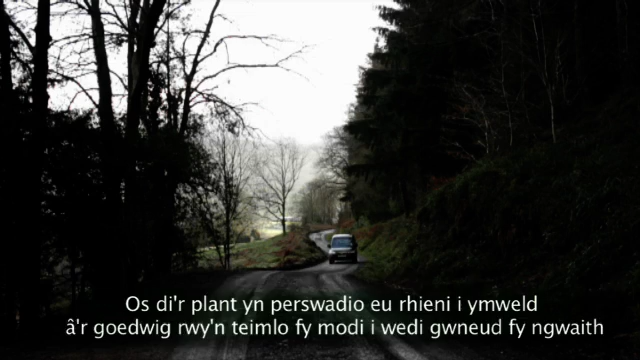 Os di'r plant yn perswadio eu rhieni i ymweld
â'r goedwig rwy'n teimlo fy modi i wedi gwneud fy ngwaith